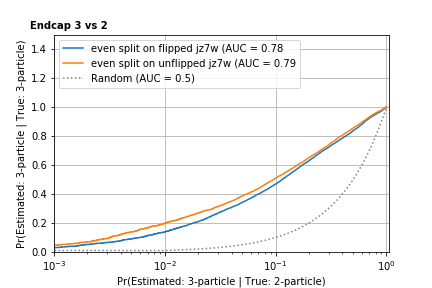 Endcap 3 vs 2
even split on flipped jz7w (AUC = 0.78
even split on unflipped jz7w (AUC = 0.79
Random (AUC = 0.5)
Pr(Estimated: 3-particle | True: 3-particle)
1.4
1.2
1.0
0.8
0.6
0.4
0.2
0.0
10⁻³
10⁻²
10⁻¹
10⁰
Pr(Estimated: 3-particle | True: 2-particle)